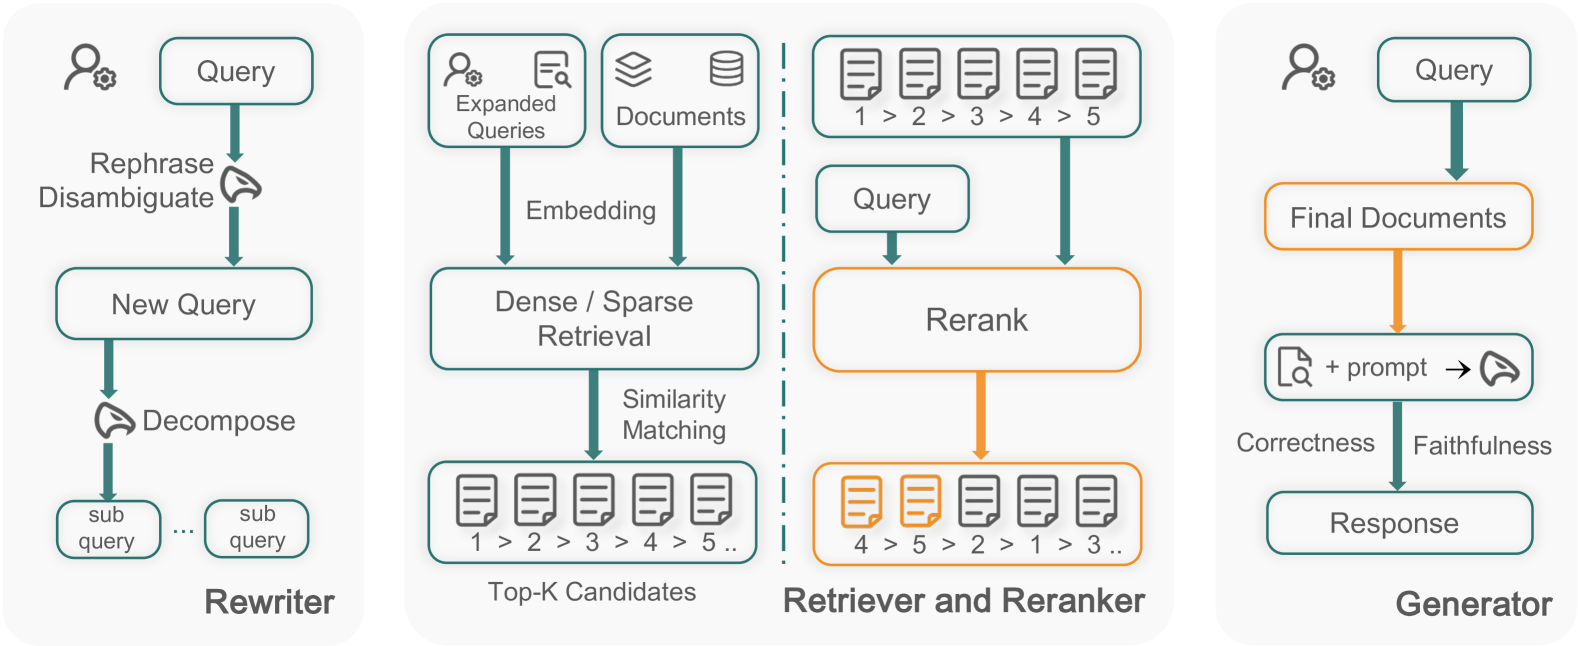 Query
Rephrase
Disambiguate
New Query
Decompose
sub
query
...
sub
query
Rewriter
Expanded
Queries
Documents
Embedding
Dense / Sparse
Retrieval
Similarity
Matching
1 > 2 > 3 > 4 > 5 ..
Top-K Candidates
1 > 2 > 3 > 4 > 5
Query
Rerank
4 > 5 > 2 > 1 > 3 ..
Retriever and Reranker
Query
Final Documents
+ prompt
Correctness
Faithfulness
Response
Generator